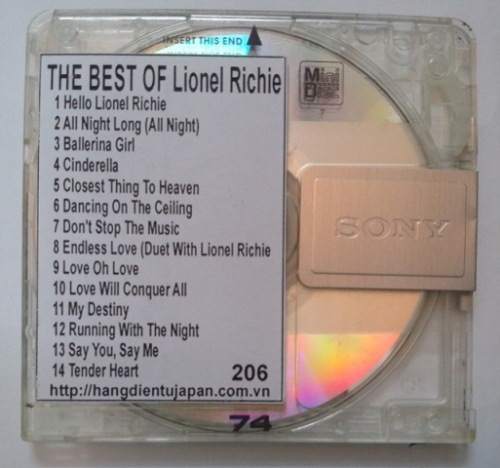 INSERT THIS END
THE BEST OF Lionel Richie
1 Hello Lionel Richie
2 All Night Long (All Night)
3 Ballerina Girl
4 Cinderella
5 Closest Thing To Heaven
6 Dancing On The Ceiling
7 Don't Stop The Music
8 Endless Love (Duet With Lionel Richie
9 Love Oh Love
10 Love Will Conquer All
11 My Destiny
12 Running With The Night
13 Say You, Say Me
14 Tender Heart
206
http://hangdientujapan.com.vn
Mini
Disc
SONY
74